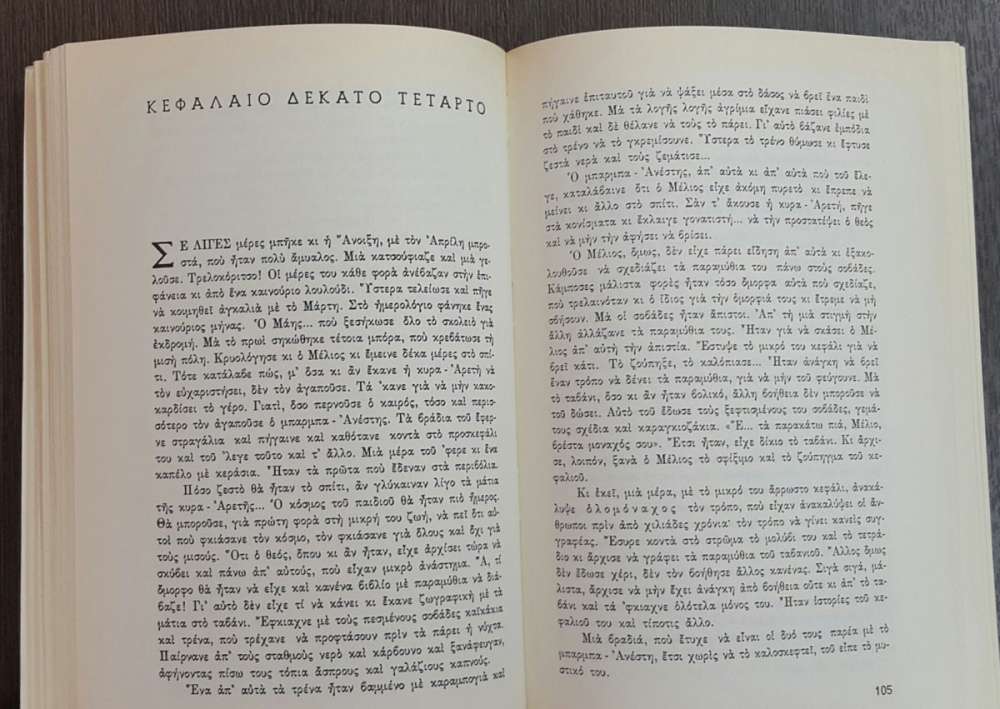 ΚΕΦΑΛΑΙΟ ΔΕΚΑΤΟ ΤΕΤΑΡΤΟ
ΣΕ ΛΙΓΕΣ μέρες μπῆκε κι ἡ Ἄνοιξη, μὲ τὸν Ἀπρίλη μπρο-
στά, ποὺ ἦταν πολὺ ἄμυαλος. Μιὰ κατσούφιαζε καὶ μιὰ γε-
λοῦσε. Τρελοκόριτσο! Οἱ μέρες του κάθε φορὰ ἀνέβαζαν στὴν ἐπι-
φάνεια κι ἀπὸ ἕνα καινούριο λουλούδι. Ὕστερα τελείωσε καὶ πῆγε
νὰ κοιμηθεῖ ἀγκαλιὰ μὲ τὸ Μάρτη. Στὸ ἡμερολόγιο φάνηκε ἕνας
καινούριος μήνας. Ὁ Μάης... ποὺ ξεσήκωσε ὅλο τὸ σκολειὸ γιὰ
ἐκδρομή. Μὰ τὸ πρωὶ σηκώθηκε τέτοια μπόρα, ποὺ κρεβάτωσε τὴ
μισὴ πόλη. Κρυολόγησε κι ὁ Μέλιος κι ἔμεινε δέκα μέρες στὸ σπί-
τι. Τότε κατάλαβε πώς, μ' ὅσα κι ἂν ἔκανε ἡ κυρα - Ἀρετὴ νὰ
τὸν εὐχαριστήσει, δὲν τὸν ἀγαποῦσε. Τά 'κανε γιὰ μὴν κακο-
καρδίσει τὸ γέρο. Γιατί, ὅσο περνοῦσε ὁ καιρός, τόσο καὶ περισ-
σότερο τὸν ἀγαποῦσε ὁ μπαρμπα - Ἀνέστης. Τὰ βράδια τοῦ ἔφερ-
νε στραγάλια καὶ πήγαινε καὶ καθότανε κοντὰ στὸ προσκεφάλι
του καὶ τοῦ 'λεγε τοῦτο καὶ τ' ἄλλο. Μιὰ μέρα τοῦ 'φερε κι ἕνα
καπέλο μὲ κεράσια. Ἦταν τὰ πρῶτα ποὺ ἔδεναν στὰ περιβόλια.
Πόσο ζεστὸ θὰ ἦταν τὸ σπίτι, ἂν γλύκαιναν λίγο τὰ μάτια
τῆς κυρα - Ἀρετῆς... Ὁ κόσμος τοῦ παιδιοῦ θὰ ἦταν πιὸ ἥμερος.
Θὰ μποροῦσε, γιὰ πρώτη φορὰ στὴ μικρή του ζωή, νὰ πεῖ ὅτι αὐ-
τοὶ ποὺ φκιάσανε τὸν κόσμο, τὸν φκιάσανε γιὰ ὅλους καὶ ὄχι γιὰ
τοὺς μισούς. Ὅτι ὁ θεός, ὅπου κι ἂν ἦταν, εἶχε ἀρχίσει τώρα νὰ
σκύβει καὶ πάνω ἀπ' αὐτούς, ποὺ εἶχαν μικρὸ ἀνάστημα. Ἄ, τί
ὄμορφο θὰ ἦταν νὰ εἶχε καὶ κανένα βιβλίο μὲ παραμύθια νὰ διά-
βαζε! Γι' αὐτὸ δὲν εἶχε τί νὰ κάνει κι ἔκανε ζωγραφικὴ μὲ τὰ
μάτια στὸ ταβάνι. Ἔφκιαχνε μὲ τοὺς πεσμένους σοβάδες καϊκάκια
καὶ τρένα, ποὺ τρέχανε νὰ προφτάσουν πρὶν τὰ πάρει ἡ νύχτα.
Παίρνανε ἀπ' τοὺς σταθμοὺς νερὸ καὶ κάρβουνο καὶ ξανάφευγαν,
ἀφήνοντας πίσω τους τόπια ἄσπρους καὶ γαλάζιους καπνούς.
Ἕνα ἀπ' αὐτὰ τὰ τρένα ἦταν βαμμένο μὲ καραμπογιὰ καὶ
πήγαινε ἐπιταυτοῦ γιὰ νὰ ψάξει μέσα στὸ δάσος νὰ βρεῖ ἕνα παιδὶ
ποὺ χάθηκε. Μὰ τὰ λογῆς λογῆς ἀγρίμια εἴχανε πιάσει φιλίες μὲ
τὸ παιδὶ καὶ δὲ θέλανε νὰ τοὺς τὸ πάρει. Γι' αὐτὸ βάζανε ἐμπόδια
στὸ τρένο νὰ τὸ γκρεμίσουνε. Ὕστερα τὸ τρένο θύμωσε κι ἔφτυσε
ζεστὰ νερὰ καὶ τοὺς ζεμάτισε...
Ὁ μπαρμπα - Ἀνέστης, ἀπ' αὐτὰ κι ἀπ' αὐτὰ ποὺ τοῦ ἔλε-
γε, καταλάβαινε ὅτι ὁ Μέλιος εἶχε ἀκόμη πυρετὸ κι ἔπρεπε νὰ
μείνει κι ἄλλο στὸ σπίτι. Σὰν τ' ἄκουσε ἡ κυρα - Ἀρετή, πῆγε
στὰ κονίσματα κι ἔκλαιγε γονατιστή... νὰ τὴν προστατέψει ὁ θεὸς
καὶ νὰ μὴν τὴν ἀφήσει νὰ βρίσει.
Ὁ Μέλιος, ὅμως, δὲν εἶχε πάρει εἴδηση ἀπ' αὐτὰ κι ἐξακο-
λουθοῦσε νὰ σχεδιάζει τὰ παραμύθια του πάνω στοὺς σοβάδες.
Κάμποσες μάλιστα φορὲς ἦταν τόσο ὄμορφα αὐτὰ ποὺ σχεδίαζε,
ποὺ τρελαινόταν κι ὁ ἴδιος γιὰ τὴν ὀμορφιά τους κι ἔτρεμε νὰ μὴ
σβήσουν. Μὰ οἱ σοβάδες ἦταν ἄπιστοι. Ἀπ' τὴ μιὰ στιγμὴ στὴν
ἄλλη ἀλλάζανε τὰ παραμύθια τους. Ἦταν γιὰ νὰ σκάσει ὁ Μέ-
λιος ἀπ' αὐτὴ τὴν ἀπιστία. Ἔστυψε τὸ μικρό του κεφάλι γιὰ νὰ
βρεῖ κάτι. Τὸ ζούπηξε, τὸ καλόπιασε... Ἦταν ἀνάγκη νὰ βρεῖ
ἕναν τρόπο νὰ δένει τὰ παραμύθια, γιὰ νὰ μὴν τοῦ φεύγουνε. Μὰ
τὸ ταβάνι, ὅσο κι ἂν ἦταν βολικό, ἄλλη βοήθεια δὲν μποροῦσε νὰ
τοῦ δώσει. Αὐτὸ τοῦ ἔδωσε τοὺς ξεφτισμένους του σοβάδες, γεμά-
τους σχέδια καὶ καραγκιοζάκια. «Ἔ... τὰ παρακάτω πιά, Μέλιο,
βρέστα μοναχός σου». Ἔτσι ἦταν, εἶχε δίκιο τὸ ταβάνι. Κι ἄρχι-
σε, λοιπόν, ξανὰ ὁ Μέλιος τὸ σφίξιμο καὶ τὸ ζούπηγμα τοῦ κε-
φαλιοῦ.
Κι ἐκεῖ, μιὰ μέρα, μὲ τὸ μικρό του ἄρρωστο κεφάλι, ἀνακά-
λυψε ὁλομόναχος τὸν τρόπο, ποὺ εἴχαν ἀνακαλύψει οἱ ἄν-
θρωποι πρὶν ἀπὸ χιλιάδες χρόνια· τὸν τρόπο νὰ γίνει κανεὶς συγ-
γραφέας. Ἔσυρε κοντὰ στὸ στρῶμα τὸ μολύβι του καὶ τὸ τετρά-
διο κι ἄρχισε νὰ γράφει τὰ παραμύθια τοῦ ταβανιοῦ. Ἄλλος ὅμως
δὲν ἔδωσε χέρι, δὲν τὸν βοήθησε ἄλλος κανένας. Σιγὰ σιγά, μά-
λιστα, ἄρχισε νὰ μὴν ἔχει ἀνάγκη ἀπὸ βοήθεια οὔτε κι ἀπ' τὸ τα-
βάνι καὶ τά 'φκιαχνε ὁλότελα μόνος του. Ἦταν ἱστορίες τοῦ κε-
φαλιοῦ του καὶ τίποτις ἄλλο.
Μιὰ βραδιά, ποὺ ἔτυχε νὰ εἶναι οἱ δυό τους παρέα μὲ τὸ
μπαρμπα - Ἀνέστη, ἔτσι χωρὶς νὰ τὸ καλοσκεφτεῖ, τοῦ εἶπε τὸ μυ-
στικό του.
105